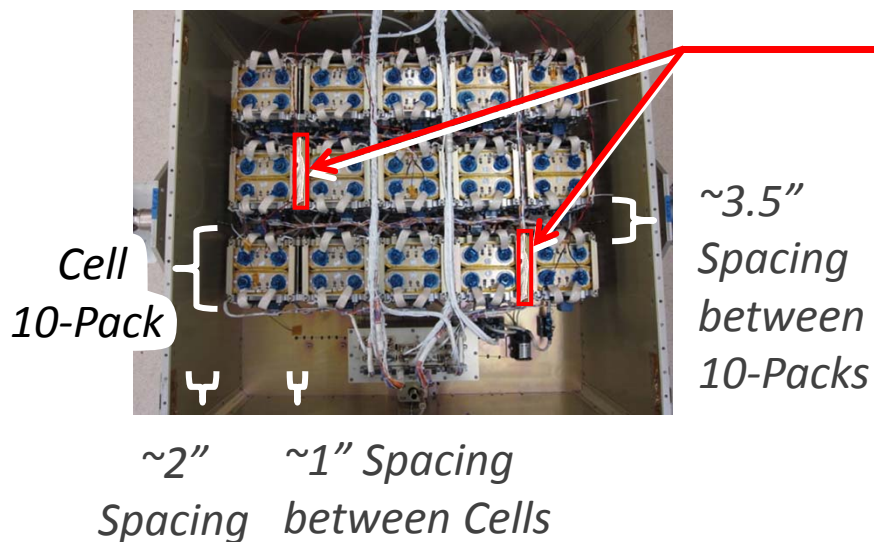 Cell
10-Pack
~3.5”
Spacing
between
10-Packs
~2”
Spacing
~1” Spacing
between Cells